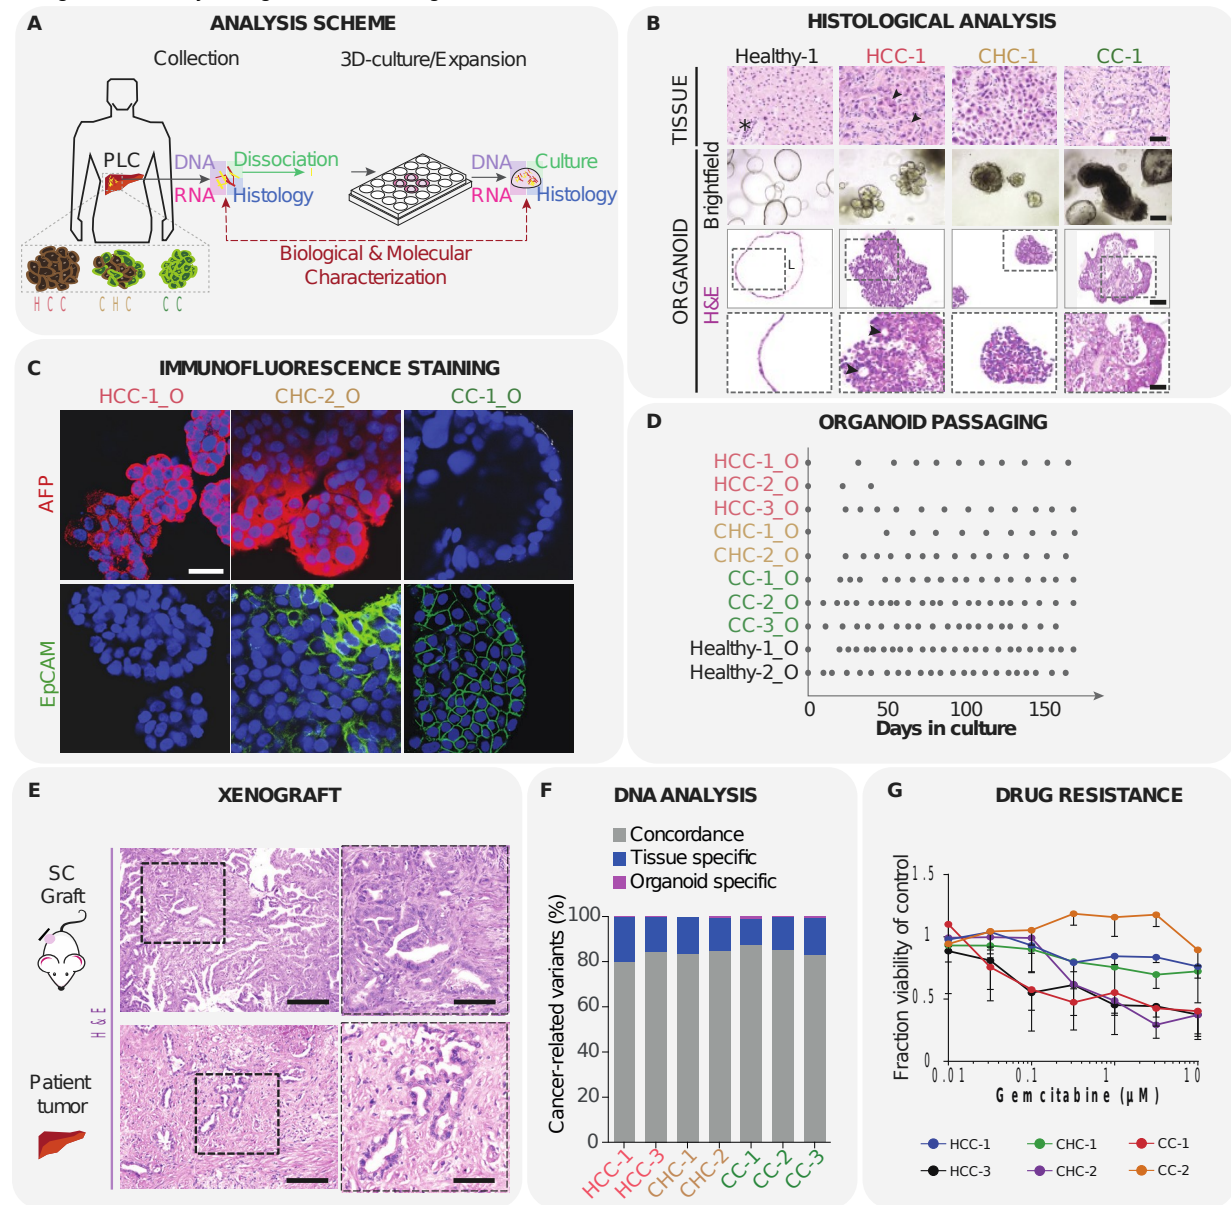 A
ANALYSIS SCHEME
Collection
3D-culture/Expansion
PLC
DNA
RNA
Dissociation
Histology
DNA
RNA
Culture
Histology
Biological & Molecular
Characterization
HCC
CHC
CC
B
HISTOLOGICAL ANALYSIS
Healthy-1
HCC-1
CHC-1
CC-1
TISSUE
*
ORGANOID
Brightfield
H&E
L
C
IMMUNOFLUORESCENCE STAINING
HCC-1_O
CHC-2_O
CC-1_O
AFP
EpCAM
D
ORGANOID PASSAGING
HCC-1_O
HCC-2_O
HCC-3_O
CHC-1_O
CHC-2_O
CC-1_O
CC-2_O
CC-3_O
Healthy-1_O
Healthy-2_O
0 50 100 150
Days in culture
E
XENOGRAFT
SC
Graft
H&E
Patient
tumor
F
DNA ANALYSIS
Concordance
Tissue specific
Organoid specific
Cancer-related variants (%)
100
80
60
40
20
0
HCC-1
HCC-3
CHC-1
CHC-2
CC-1
CC-2
CC-3
G
DRUG RESISTANCE
Fraction viability of control
1.5
1
0.5
0
0.01 0.1 1 10
Gemcitabine (μM)
HCC-1 CHC-1 CC-1
HCC-3 CHC-2 CC-2